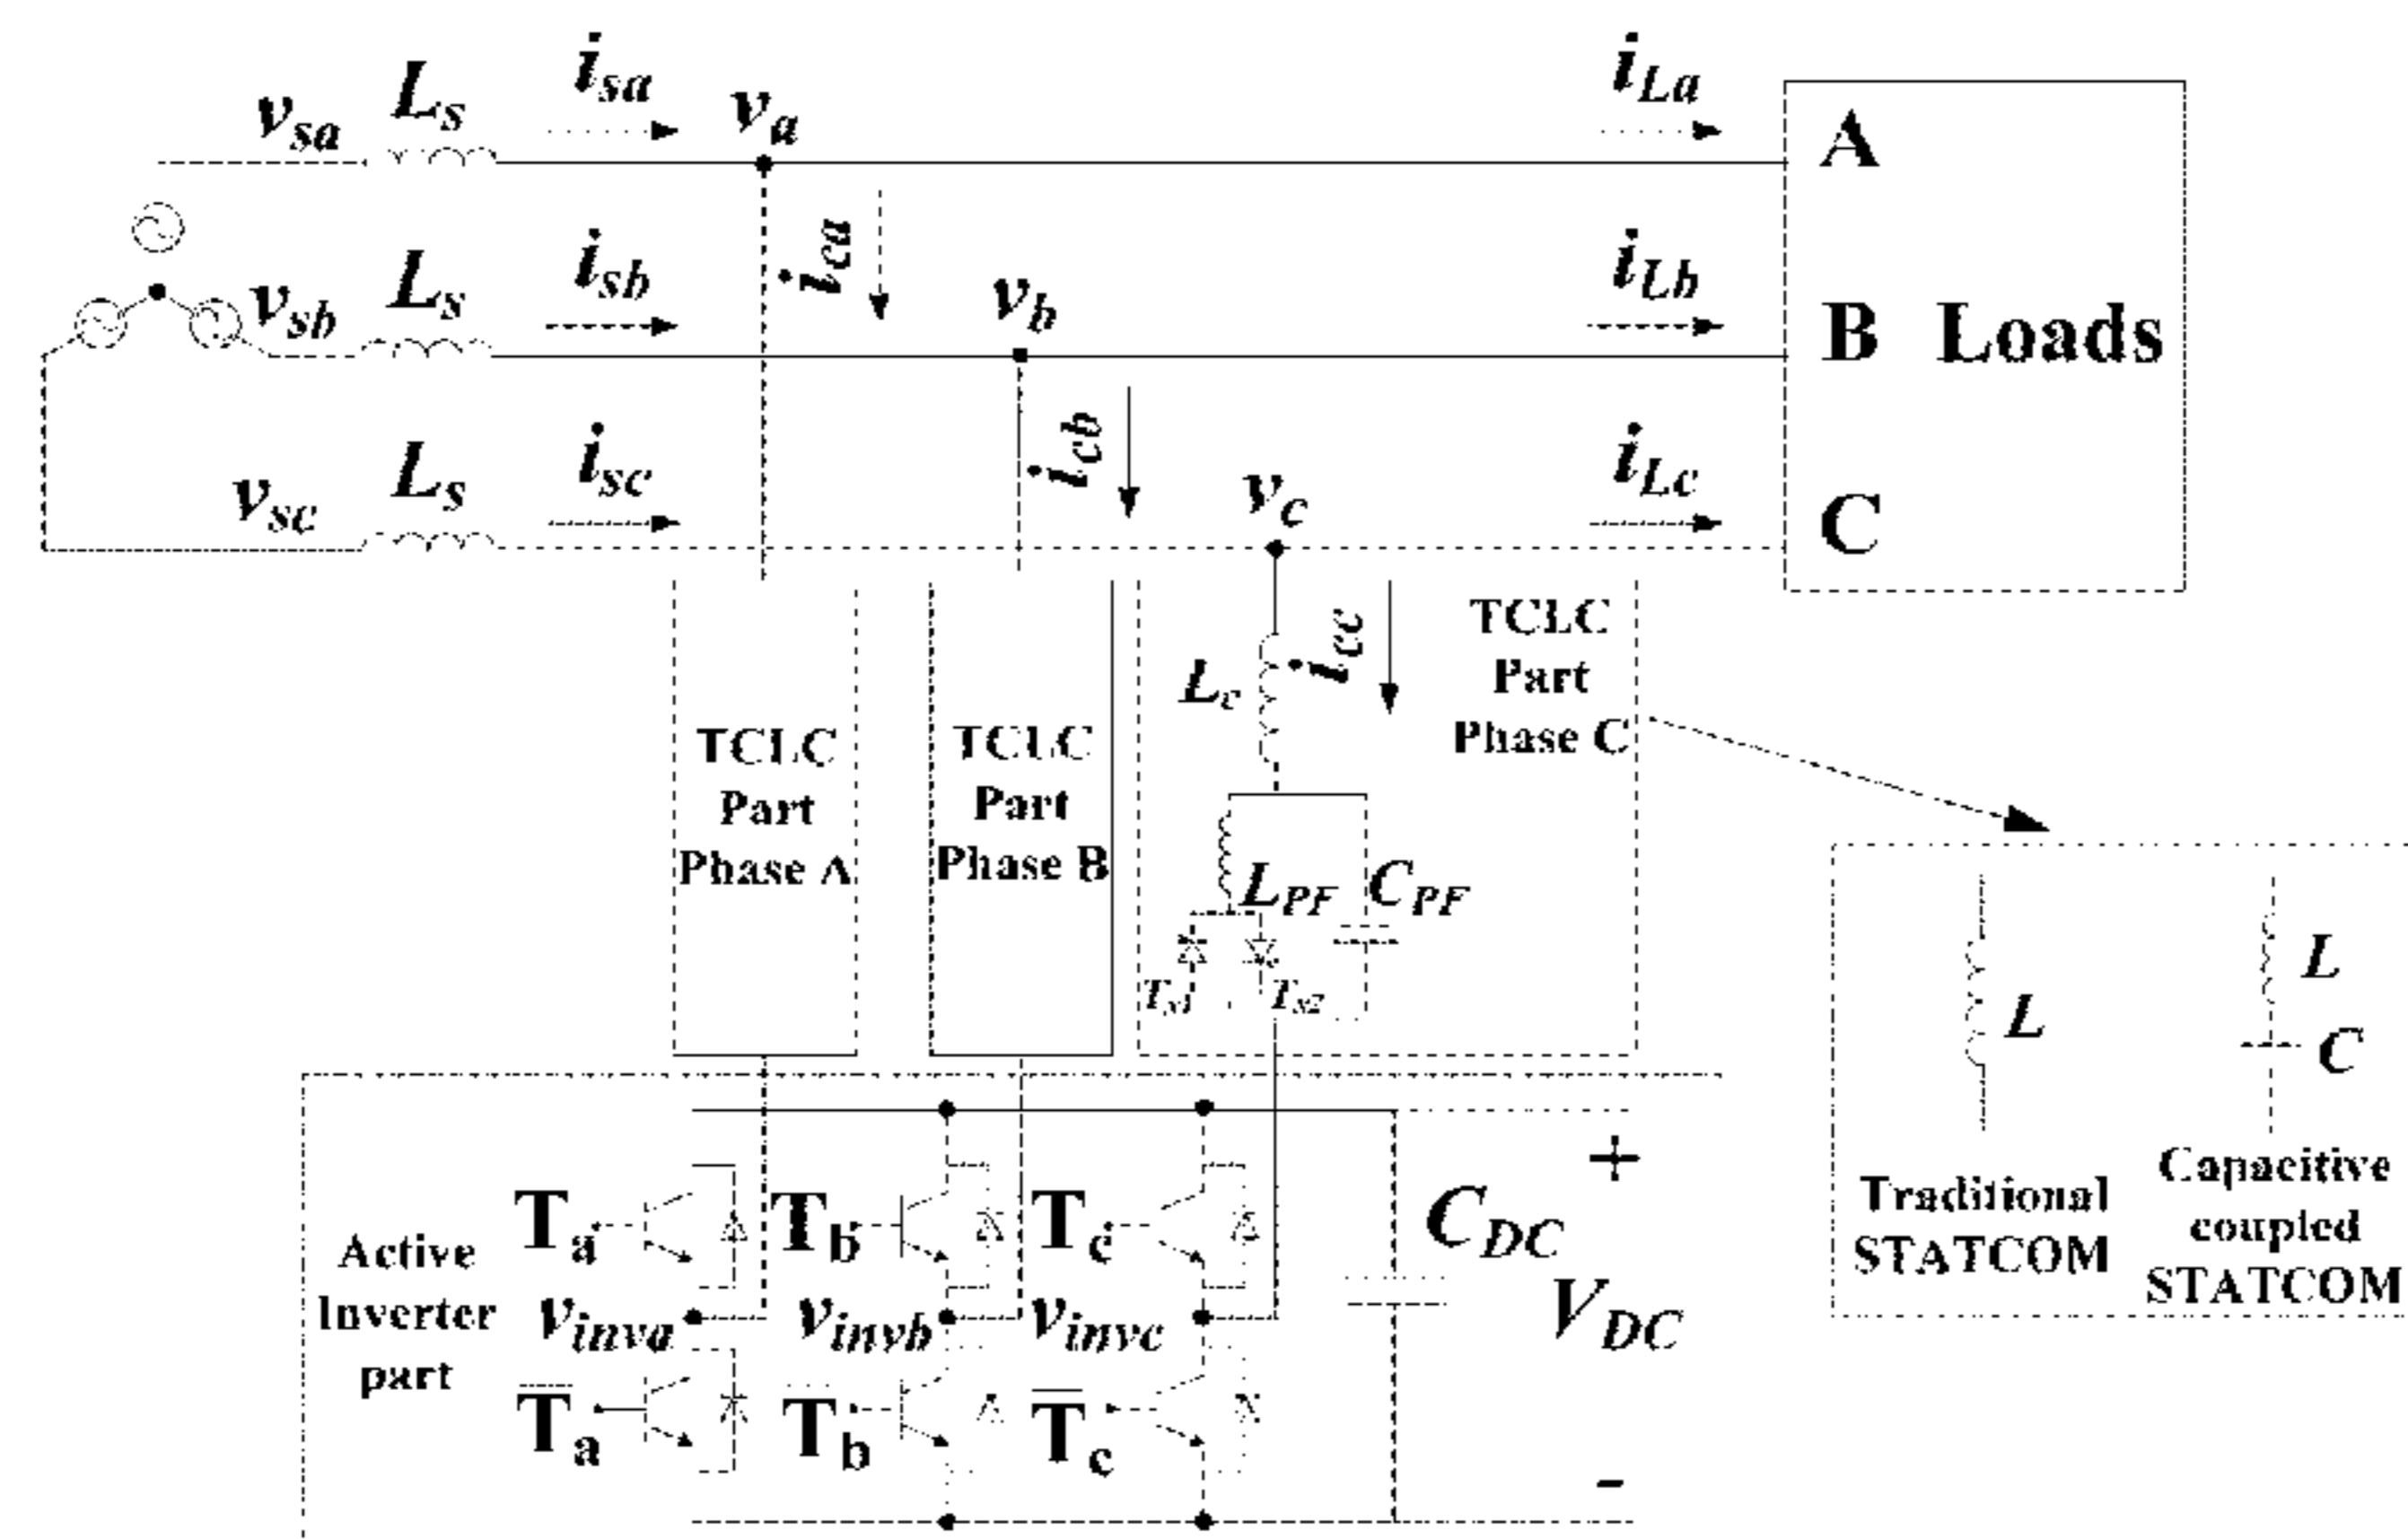 v_sa L_s i_sa v_a i_La
A
i_ca
v_sb L_s i_sb v_b i_Lb
B Loads
i_cb
v_sc L_s i_sc v_c i_Lc
C
TCLC
Part
Phase A
TCLC
Part
Phase B
L_c i_cc
TCLC
Part
Phase C
L_PF C_PF
T_s1 T_s2
L
Traditional
STATCOM
L
C
Capacitive
coupled
STATCOM
Active
Inverter
part
T_a T_b T_c
v_inva v_invb v_invc
T̅_a T̅_b T̅_c
C_DC
+
V_DC
-